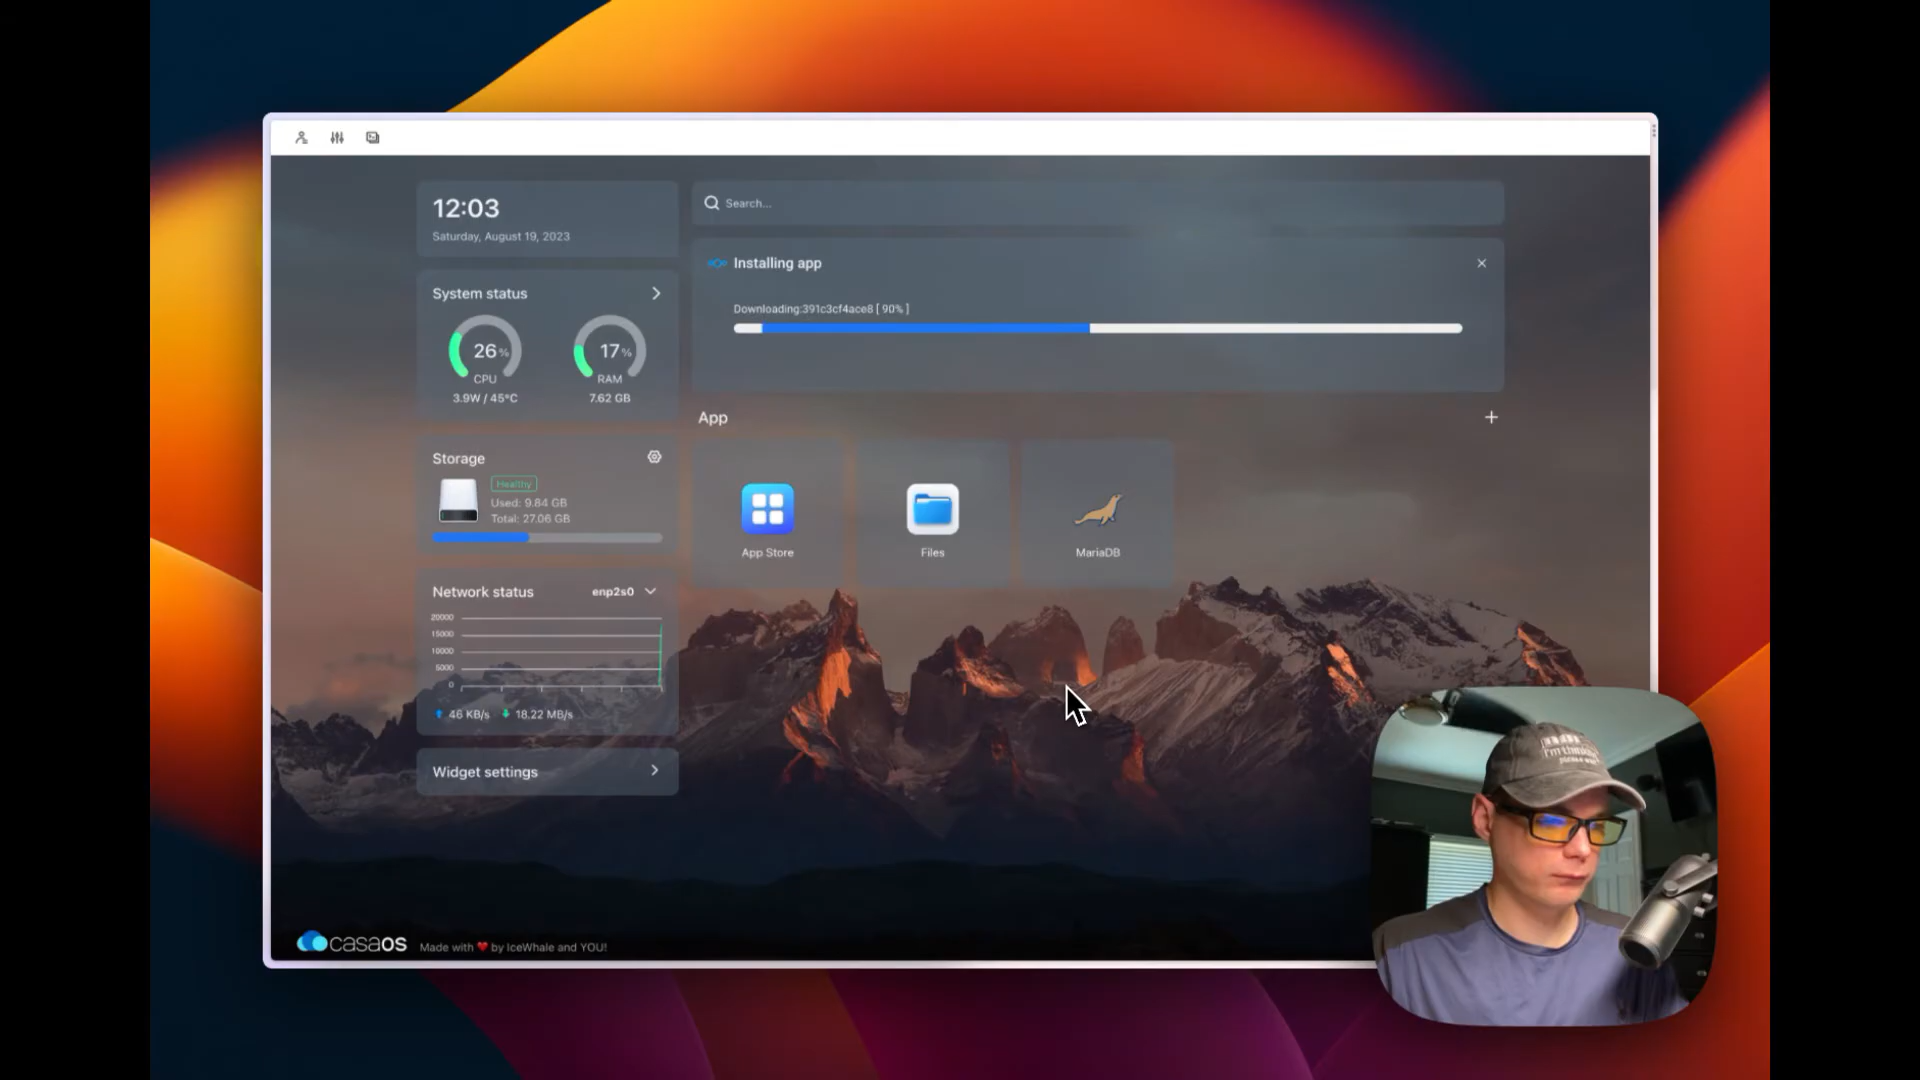 12:03
Saturday, August 19, 2023
Search...
Installing app
Downloading:391c3cf4ace8 [ 90% ]
System status
26%
CPU
3.9W / 45°C
17%
RAM
7.62 GB
App
Storage
Healthy
Used: 9.84 GB
Total: 27.06 GB
App Store
Files
MariaDB
Network status
enp2s0
20000
15000
10000
5000
0
46 KB/s
18.22 MB/s
Widget settings
casaOS
Made with ❤ by IceWhale and YOU!